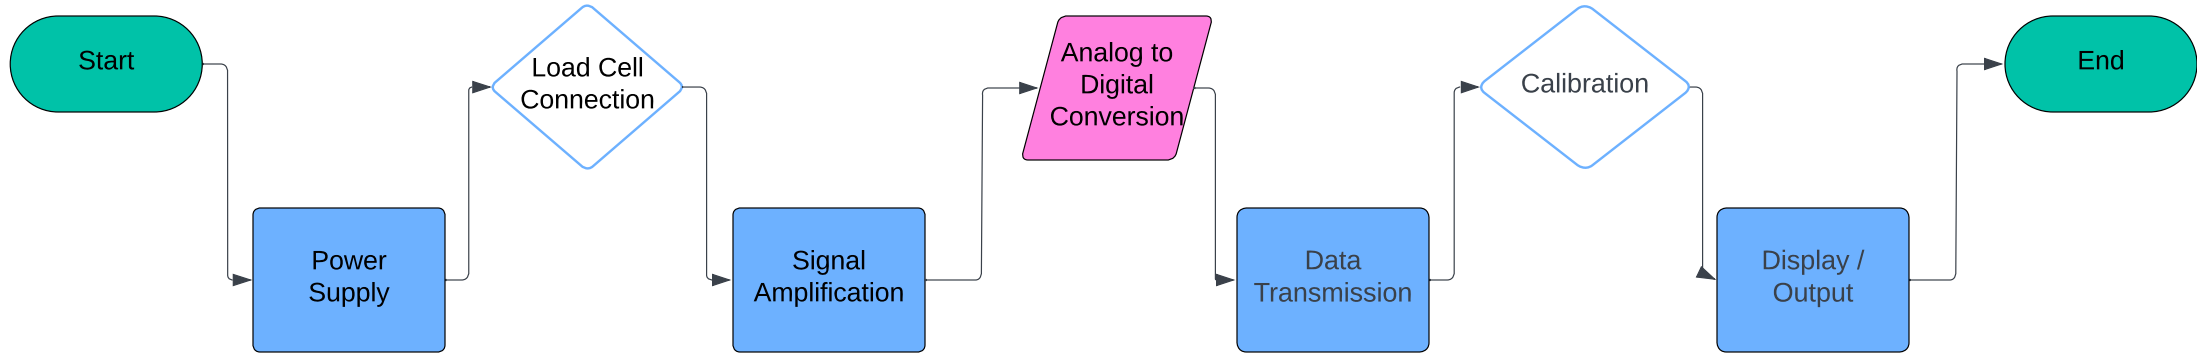 Start
Power
Supply
Load Cell
Connection
Signal
Amplification
Analog to
Digital
Conversion
Data
Transmission
Calibration
Display /
Output
End